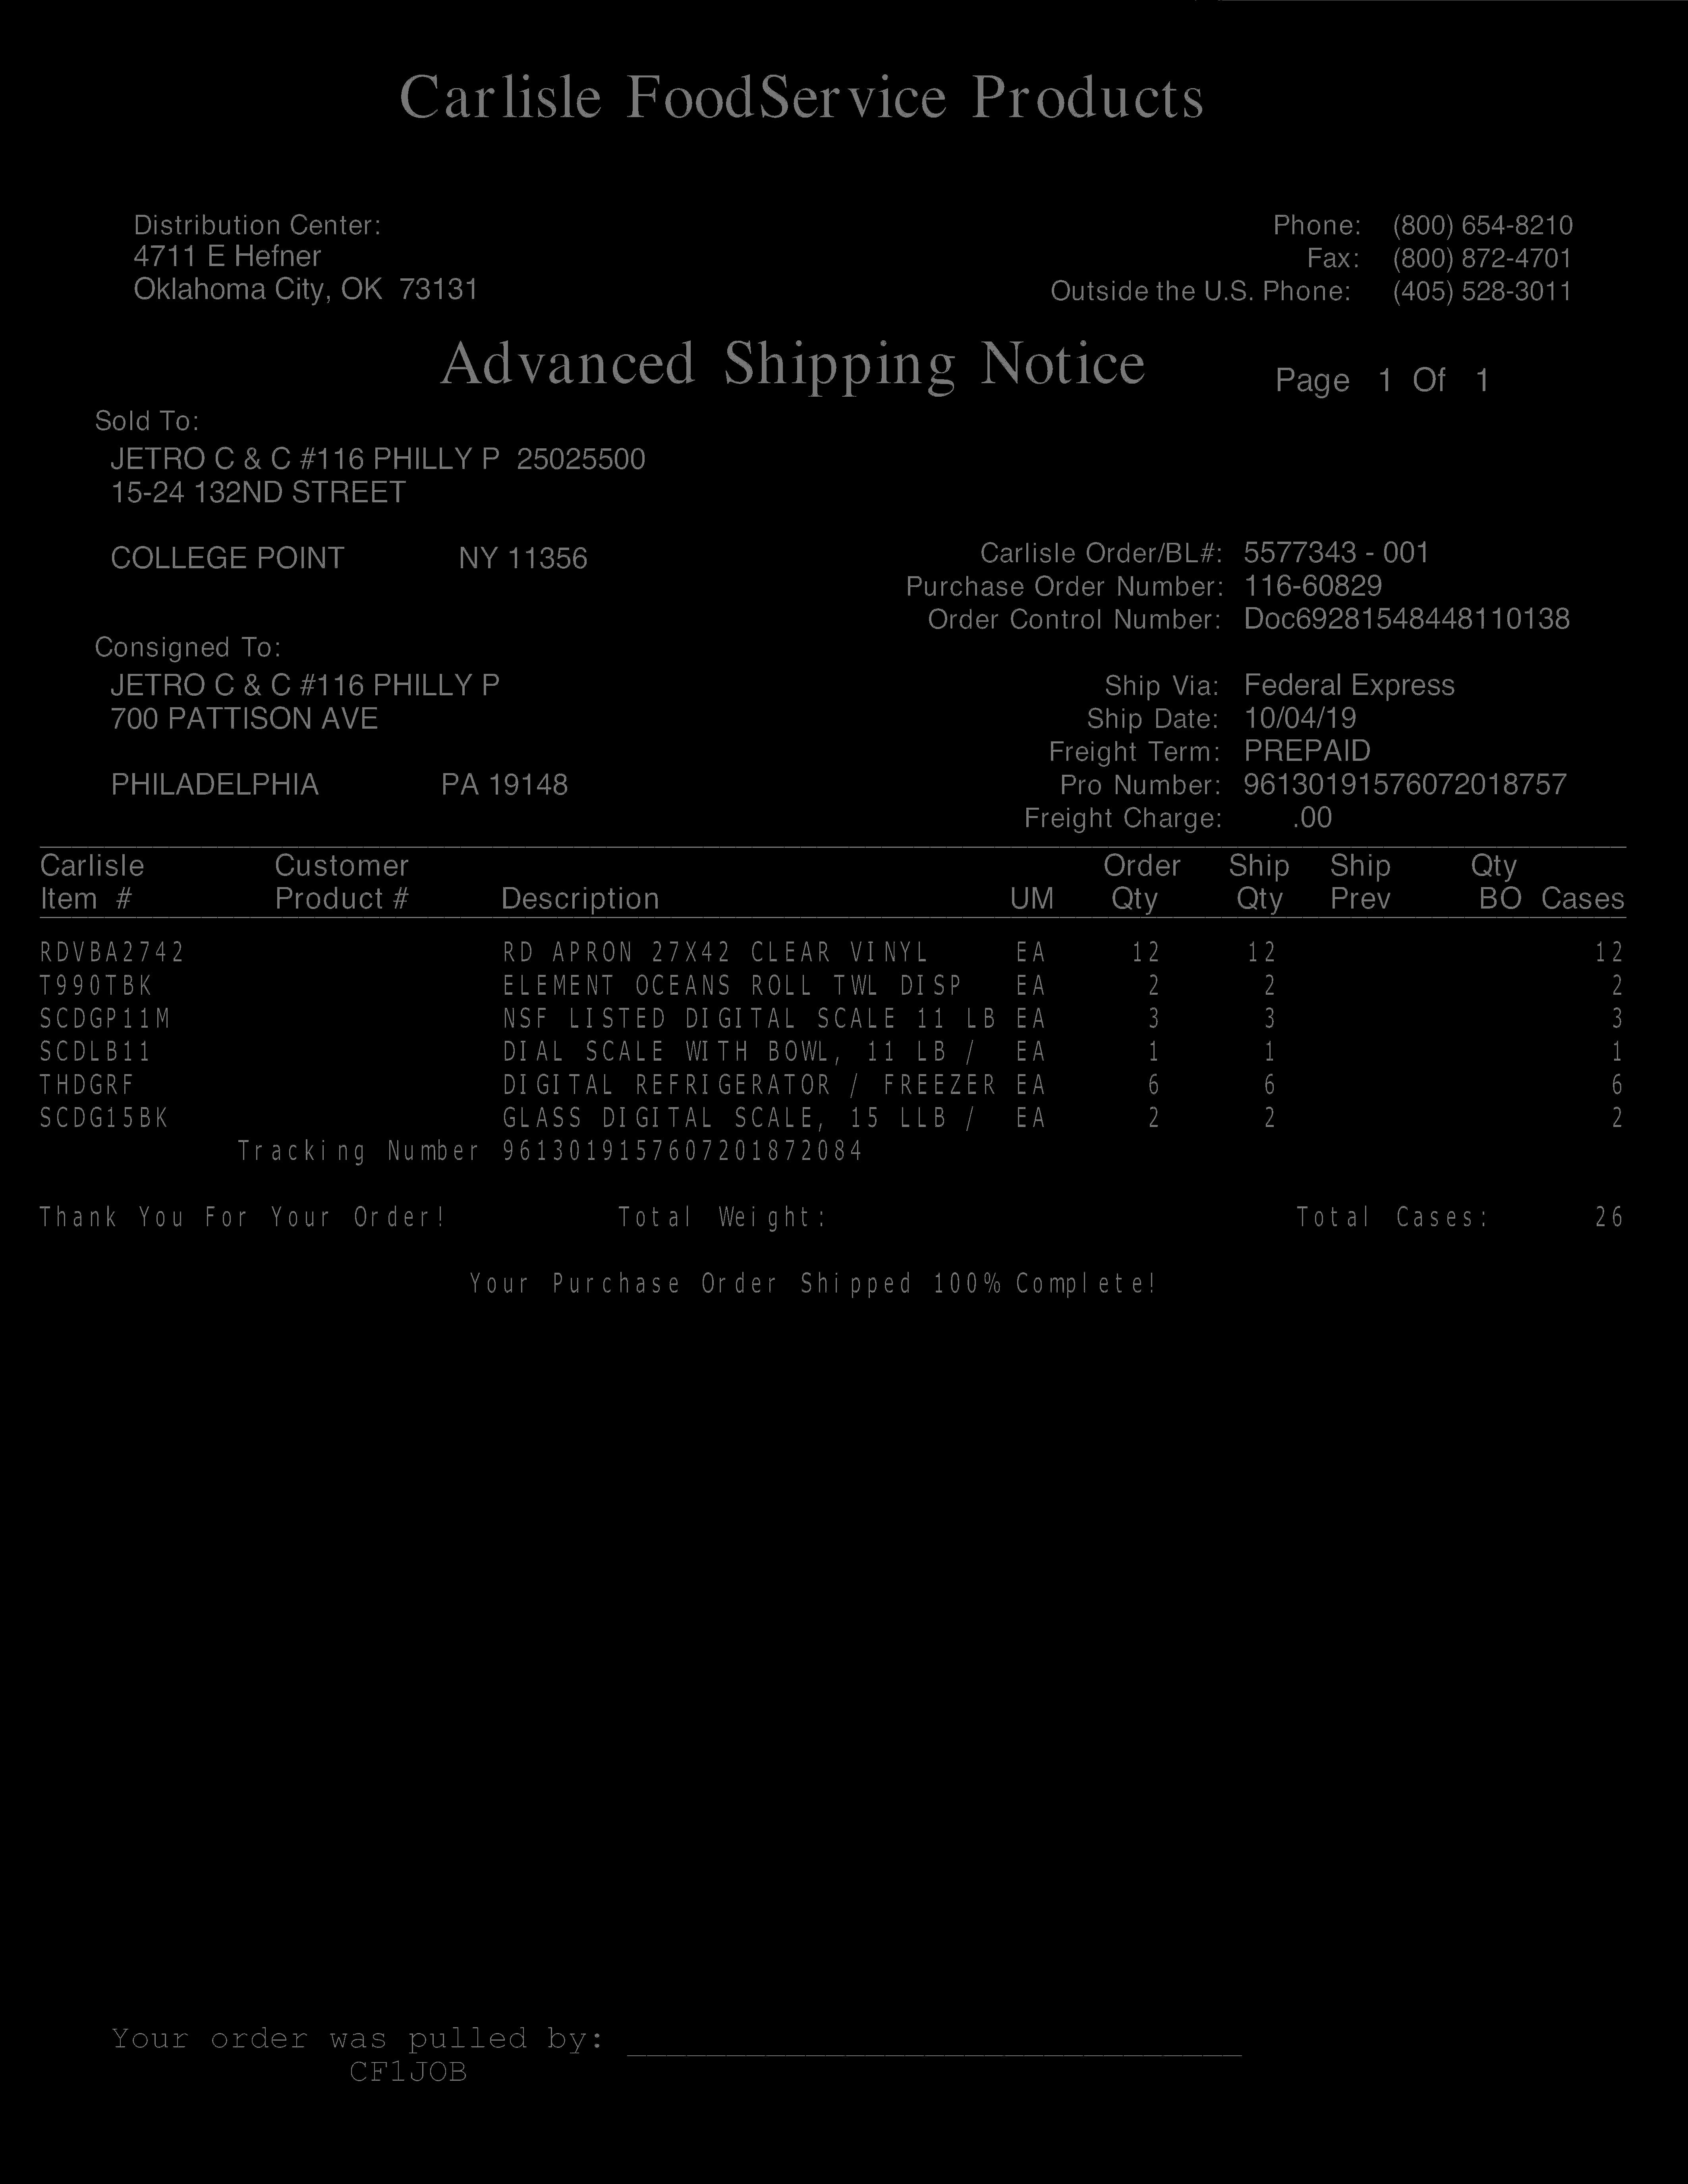 Carlisle FoodService Products
Distribution Center:
4711 E Hefner
Oklahoma City, OK 73131
Phone: (800) 654-8210
Fax: (800) 872-4701
Outside the U.S. Phone: (405) 528-3011
Advanced Shipping Notice
Page 1 Of 1
Sold To:
JETRO C & C #116 PHILLY P 25025500
15-24 132ND STREET
COLLEGE POINT NY 11356
Carlisle Order/BL#: 5577343 - 001
Purchase Order Number: 116-60829
Order Control Number: Doc69281548448110138
Consigned To:
JETRO C & C #116 PHILLY P
700 PATTISON AVE
PHILADELPHIA PA 19148
Ship Via: Federal Express
Ship Date: 10/04/19
Freight Term: PREPAID
Pro Number: 96130191576072018757
Freight Charge: .00
Carlisle Customer Order Ship Ship Qty
Item # Product # Description UM Qty Qty Prev BO Cases
RDVBA2742 RD APRON 27X42 CLEAR VINYL EA 12 12 12
T990TBK ELEMENT OCEANS ROLL TWL DISP EA 2 2 2
SCDGP11M NSF LISTED DIGITAL SCALE 11 LB EA 3 3 3
SCDLB11 DIAL SCALE WITH BOWL, 11 LB / EA 1 1 1
THDGRF DIGITAL REFRIGERATOR / FREEZER EA 6 6 6
SCDG15BK GLASS DIGITAL SCALE, 15 LLB / EA 2 2 2
Tracking Number 9613019157607201872084
Thank You For Your Order! Total Weight: Total Cases: 26
Your Purchase Order Shipped 100% Complete!
Your order was pulled by:
CF1JOB